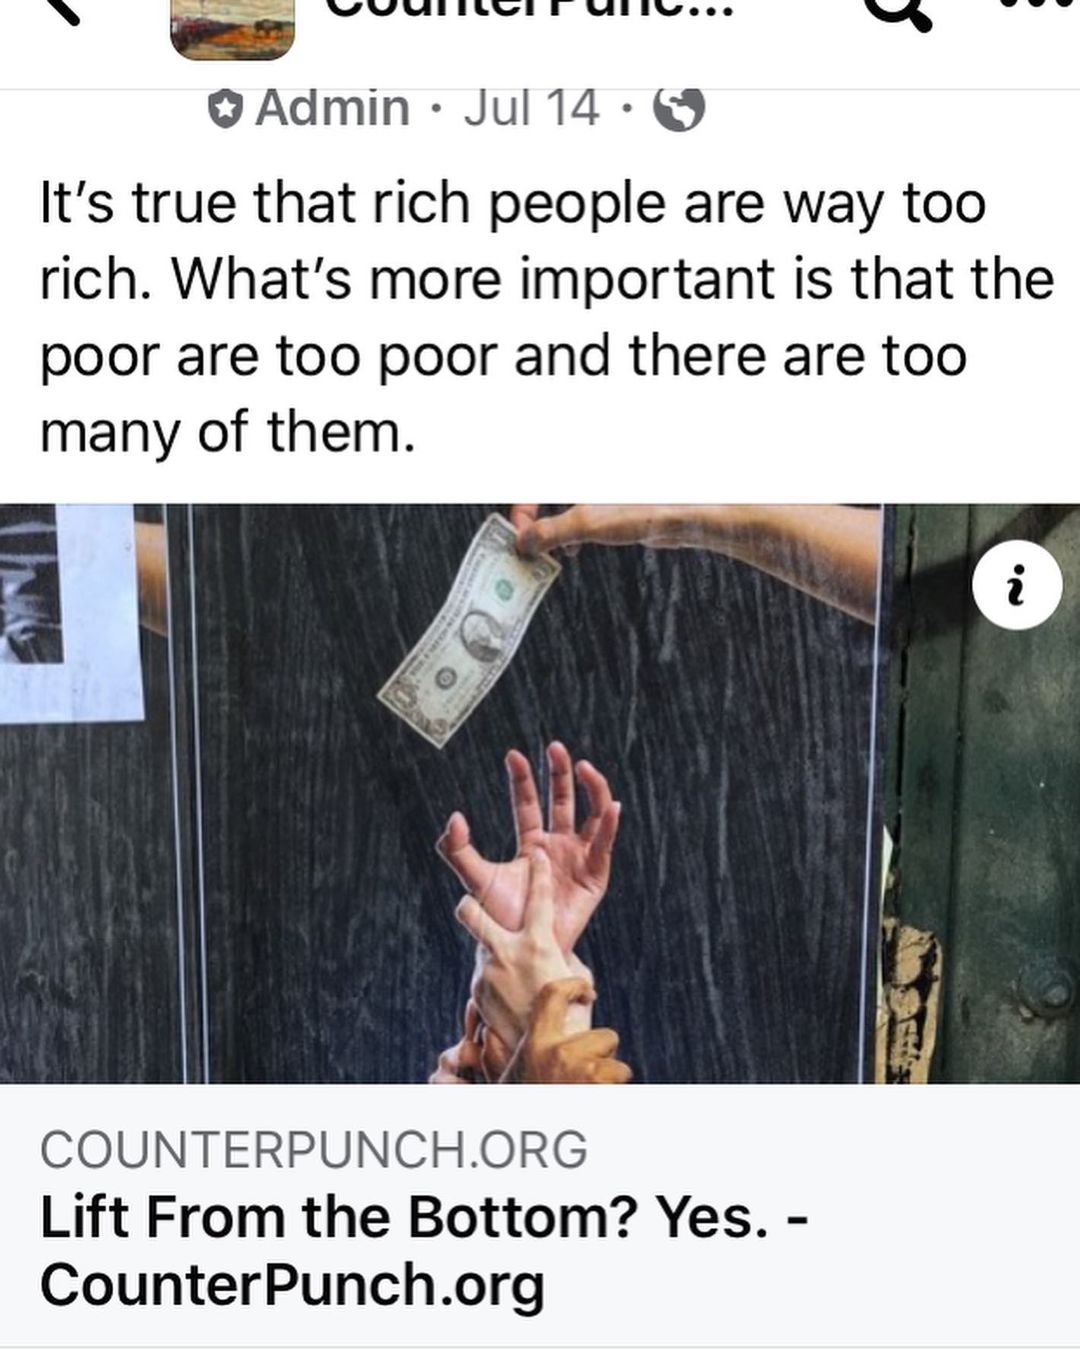 CounterPunc...
Admin · Jul 14 ·
It's true that rich people are way too
rich. What's more important is that the
poor are too poor and there are too
many of them.
COUNTERPUNCH.ORG
Lift From the Bottom? Yes. -
CounterPunch.org